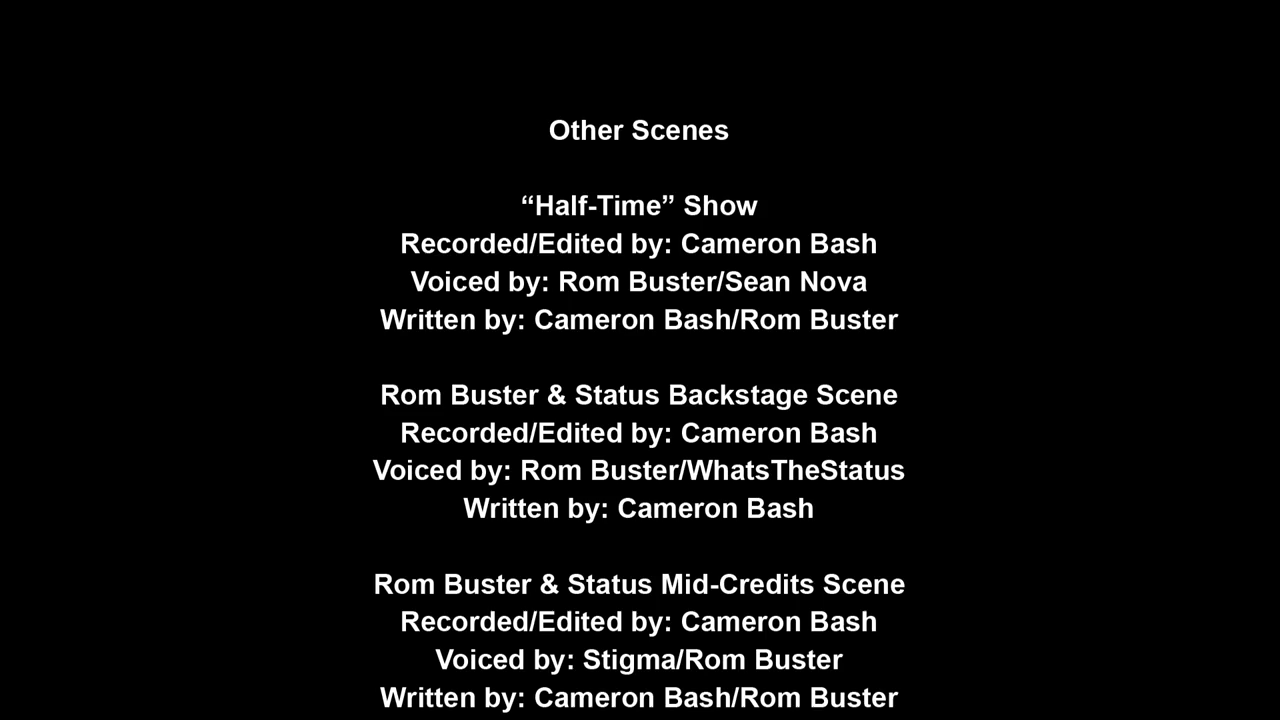 Other Scenes
“Half-Time” Show
Recorded/Edited by: Cameron Bash
Voiced by: Rom Buster/Sean Nova
Written by: Cameron Bash/Rom Buster
Rom Buster & Status Backstage Scene
Recorded/Edited by: Cameron Bash
Voiced by: Rom Buster/WhatsTheStatus
Written by: Cameron Bash
Rom Buster & Status Mid-Credits Scene
Recorded/Edited by: Cameron Bash
Voiced by: Stigma/Rom Buster
Written by: Cameron Bash/Rom Buster